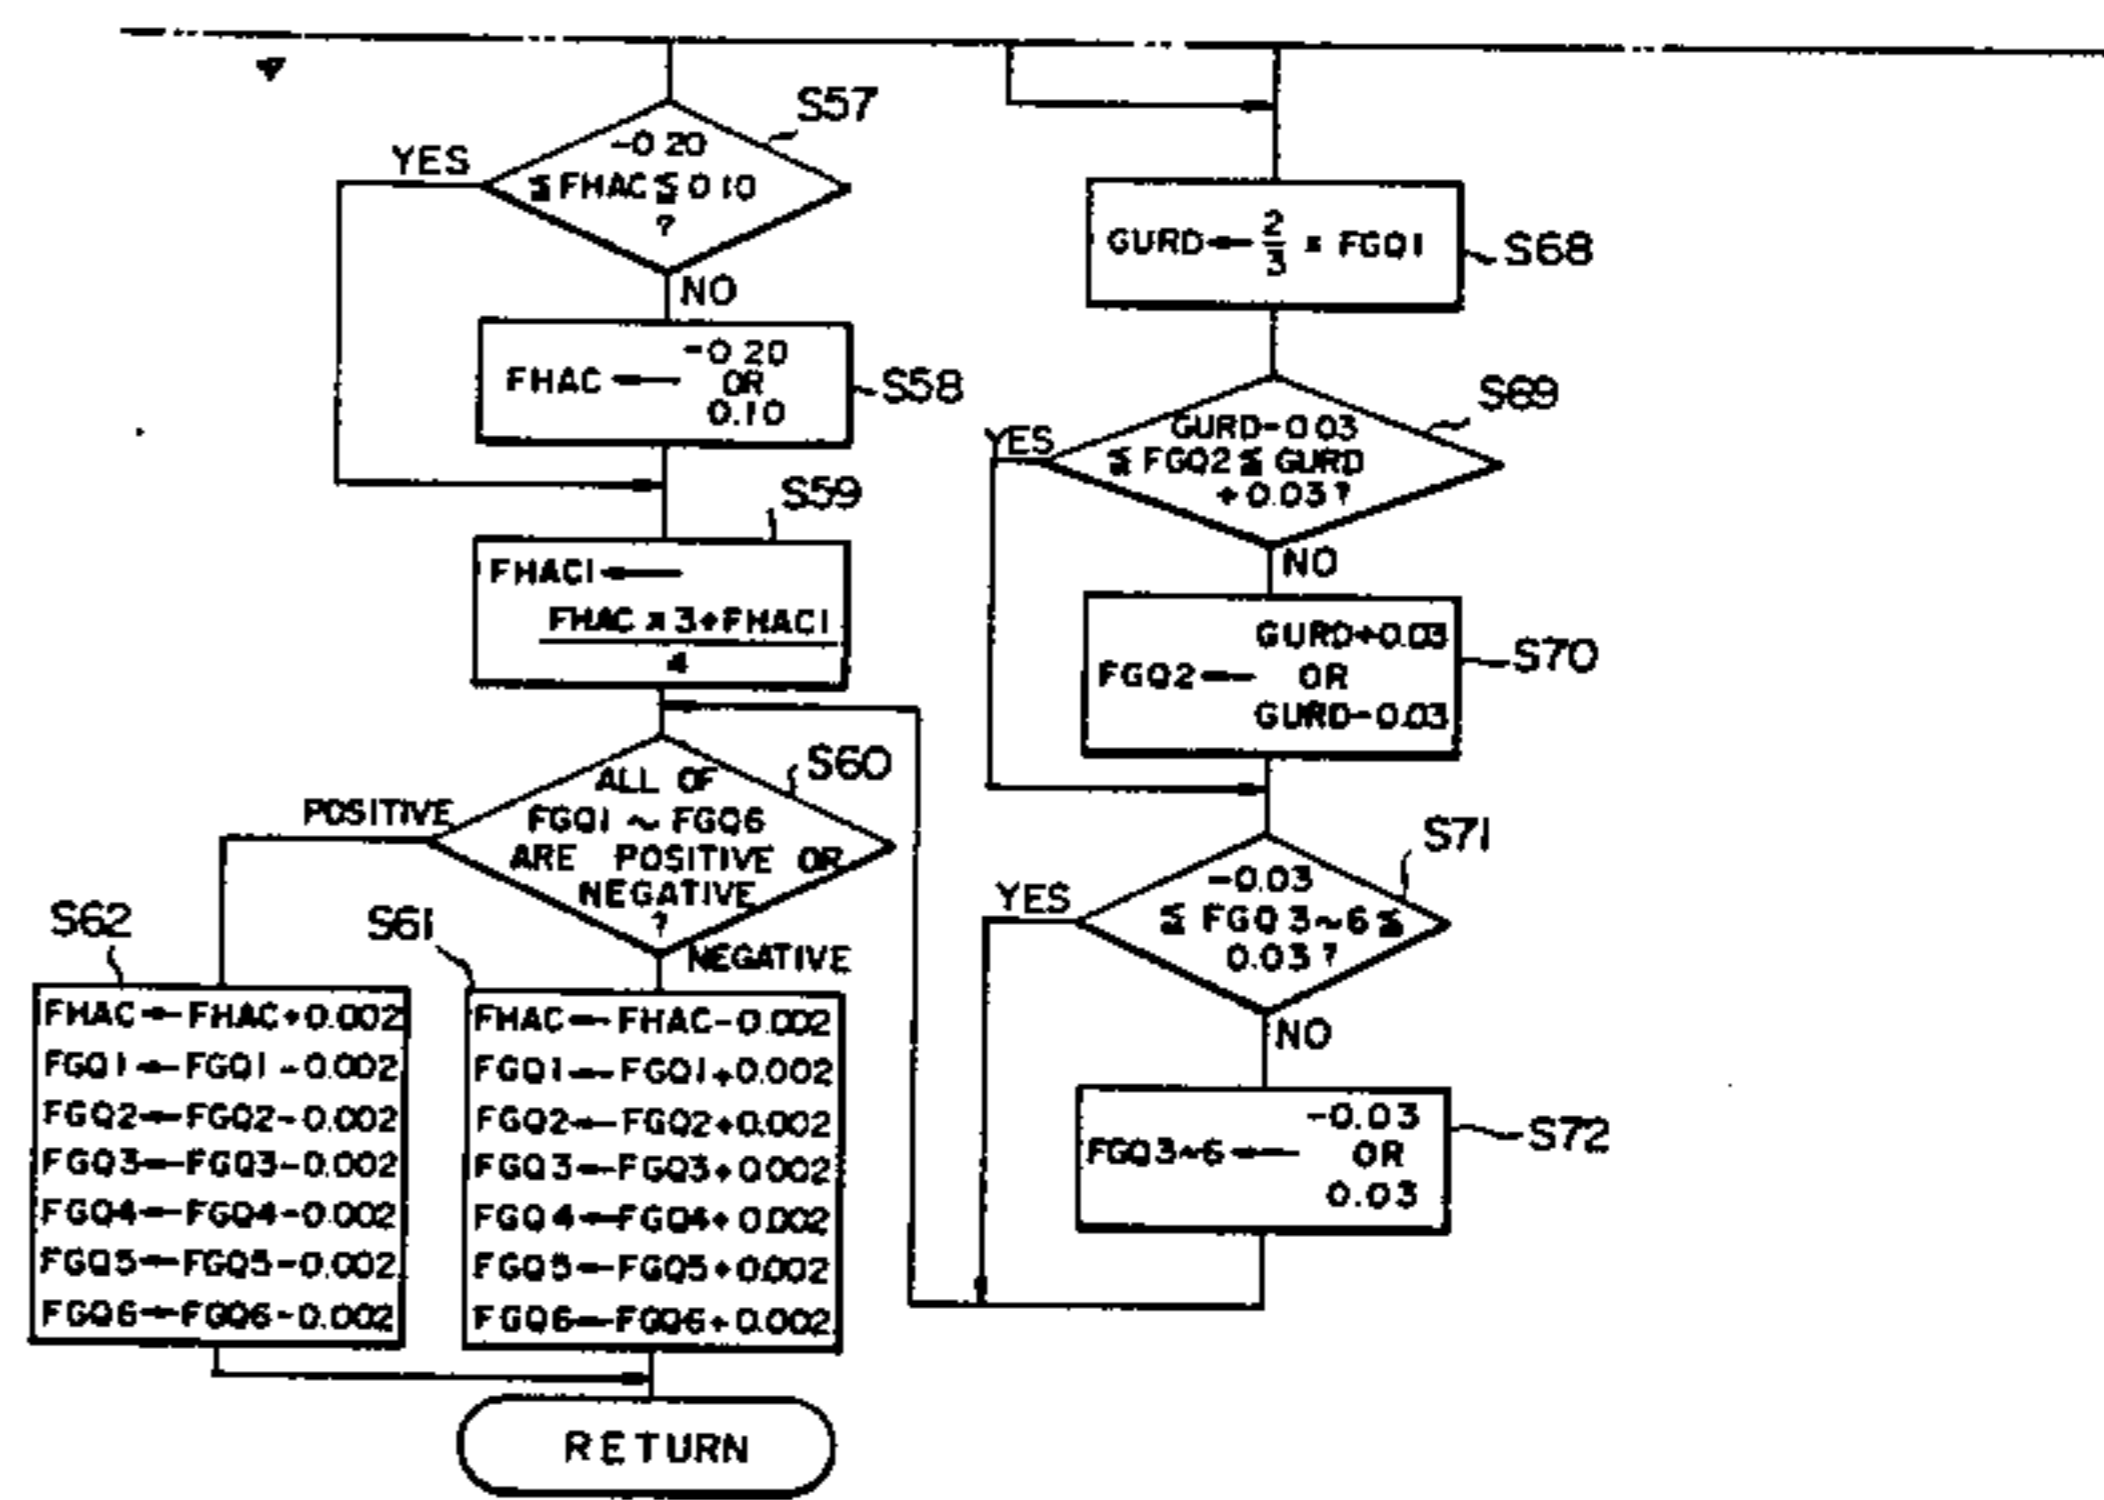 S57
-0 20
≦ FHAC ≦ 0 10
?
YES
NO
FHAC ← -0 20
OR
0.10
S58
S59
FHAC1 ←
FHAC × 3+FHAC1
4
S60
ALL OF
FGQ1 ~ FGQ6
ARE POSITIVE OR
NEGATIVE
?
POSITIVE
NEGATIVE
S62
FHAC ← FHAC+0.002
FGQ1 ← FGQ1-0.002
FGQ2 ← FGQ2-0.002
FGQ3 ← FGQ3-0.002
FGQ4 ← FGQ4-0.002
FGQ5 ← FGQ5-0.002
FGQ6 ← FGQ6-0.002
S61
FHAC ← FHAC-0.002
FGQ1 ← FGQ1+0.002
FGQ2 ← FGQ2+0.002
FGQ3 ← FGQ3+0.002
FGQ4 ← FGQ4+0.002
FGQ5 ← FGQ5+0.002
FGQ6 ← FGQ6+0.002
RETURN
GURD ← 2/3 × FGQ1
S68
S69
GURD-0 03
≦ FGQ2 ≦ GURD
+0.03?
YES
NO
GURD+0.03
FGQ2 ← OR
GURD-0.03
S70
S71
-0.03
≦ FGQ 3~6 ≦
0.03?
YES
NO
-0.03
FGQ3~6 ← OR
0.03
S72